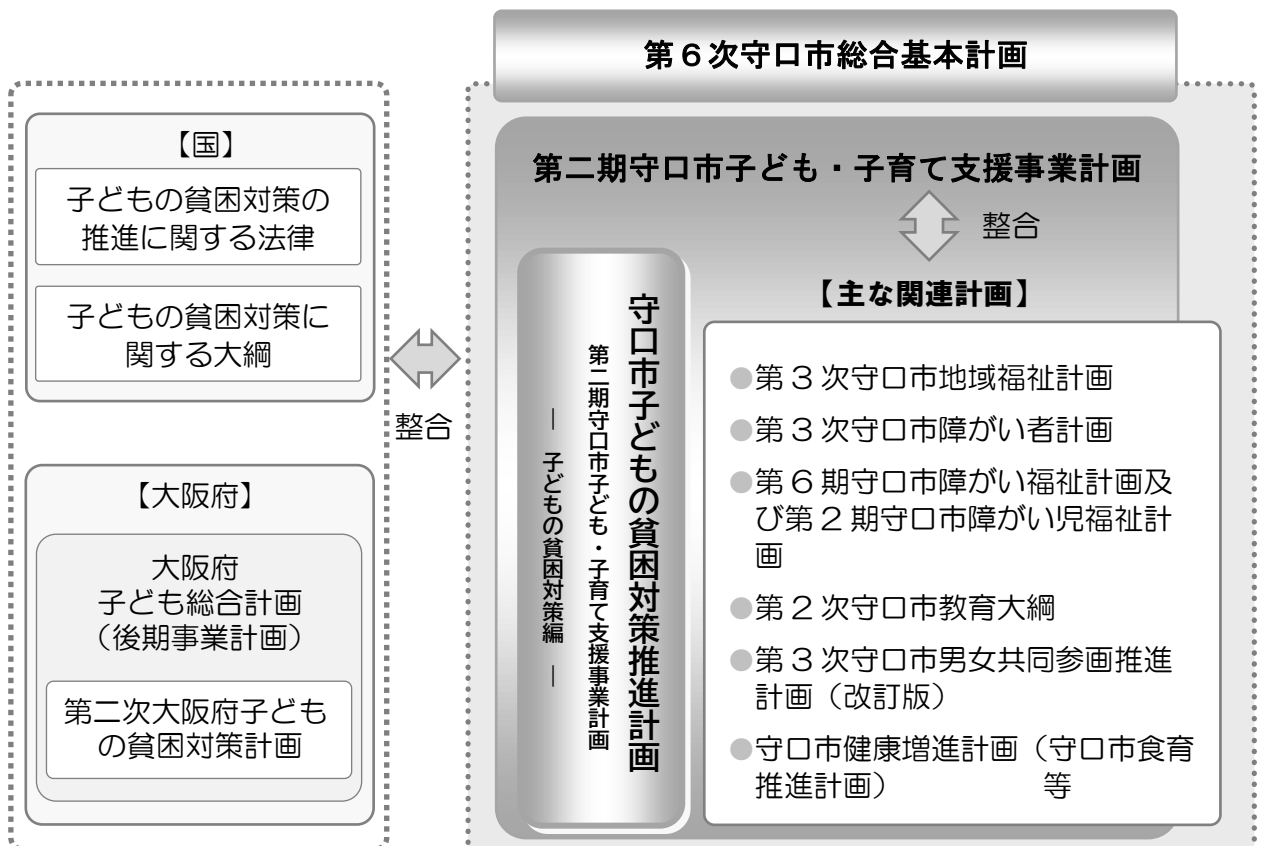 第6次守口市総合基本計画
【国】
子どもの貧困対策の
推進に関する法律
子どもの貧困対策に
関する大綱
整合
【大阪府】
大阪府
子ども総合計画
（後期事業計画）
第二次大阪府子ども
の貧困対策計画
第二期守口市子ども・子育て支援事業計画
整合
守口市子どもの貧困対策推進計画
第二期守口市子ども・子育て支援事業計画
― 子どもの貧困対策編 ―
【主な関連計画】
●第3次守口市地域福祉計画
●第3次守口市障がい者計画
●第6期守口市障がい福祉計画及
び第2期守口市障がい児福祉計
画
●第2次守口市教育大綱
●第3次守口市男女共同参画推進
計画（改訂版）
●守口市健康増進計画（守口市食育
推進計画） 等